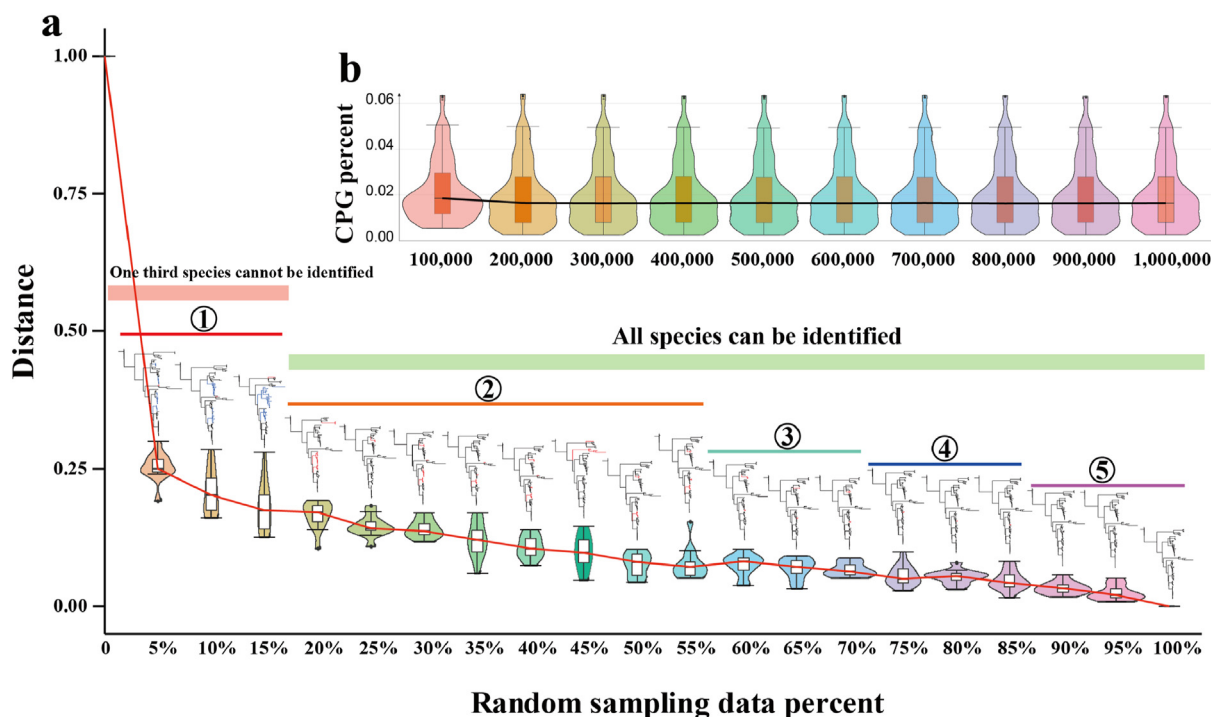 a
1.00
0.75
0.50
0.25
0.00
Distance
b
0.06
0.04
0.02
0.00
CPG percent
100,000 200,000 300,000 400,000 500,000 600,000 700,000 800,000 900,000 1,000,000
One third species cannot be identified
①
All species can be identified
②
③
④
⑤
0 5% 10% 15% 20% 25% 30% 35% 40% 45% 50% 55% 60% 65% 70% 75% 80% 85% 90% 95% 100%
Random sampling data percent